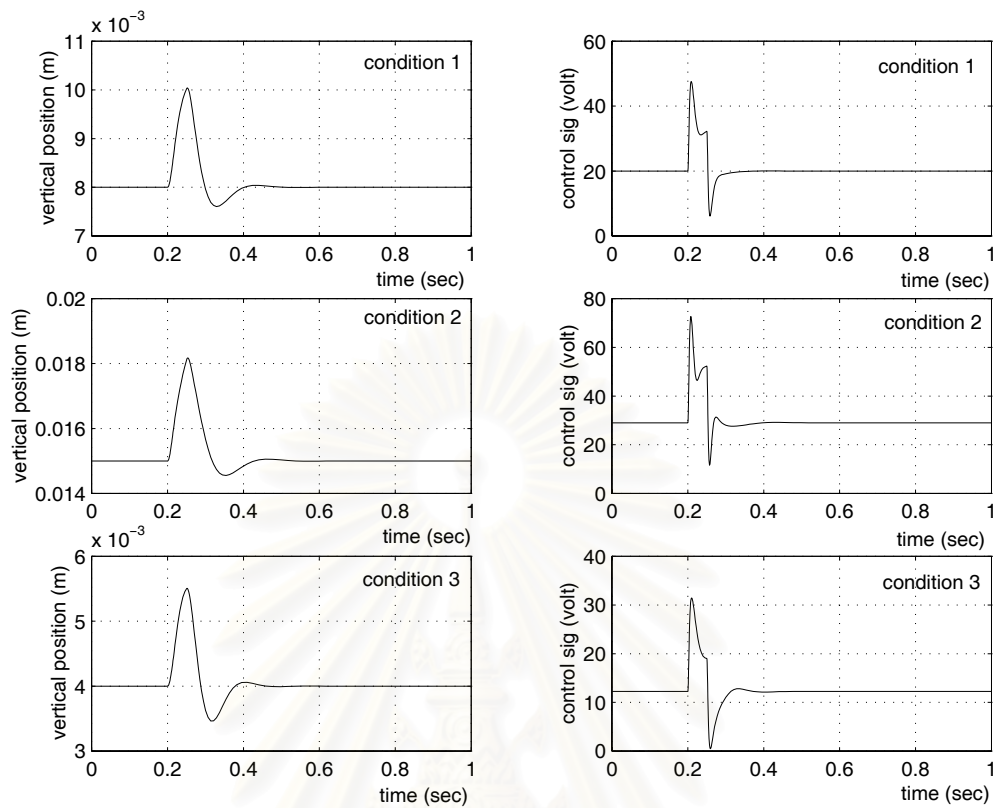 x 10⁻³
11
10
9
8
7
vertical position (m)
condition 1
0 0.2 0.4 0.6 0.8 1
time (sec)
60
40
20
0
control sig (volt)
condition 1
0 0.2 0.4 0.6 0.8 1
time (sec)
0.02
0.018
0.016
0.014
vertical position (m)
condition 2
0 0.2 0.4 0.6 0.8 1
time (sec)
80
60
40
20
0
control sig (volt)
condition 2
0 0.2 0.4 0.6 0.8 1
time (sec)
x 10⁻³
6
5
4
3
vertical position (m)
condition 3
0 0.2 0.4 0.6 0.8 1
time (sec)
40
30
20
10
0
control sig (volt)
condition 3
0 0.2 0.4 0.6 0.8 1
time (sec)